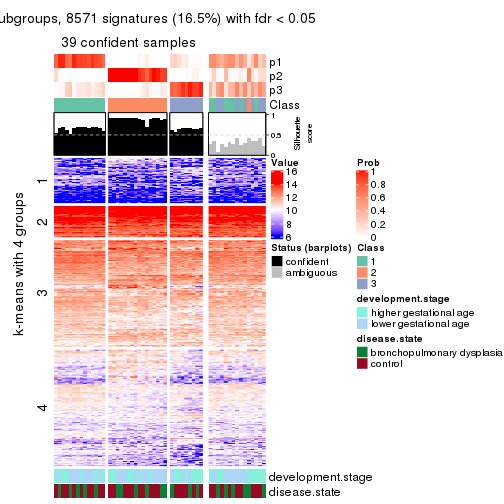 ubgroups, 8571 signatures (16.5%) with fdr < 0.05
39 confident samples
p1
p2
p3
Class
1
0.5
0
Silhouette
score
k-means with 4 groups
1
2
3
4
Value
16
14
12
10
8
6
Prob
1
0.8
0.6
0.4
0.2
0
Status (barplots)
confident
ambiguous
Class
1
2
3
development.stage
higher gestational age
lower gestational age
disease.state
bronchopulmonary dysplasia
control
development.stage
disease.state